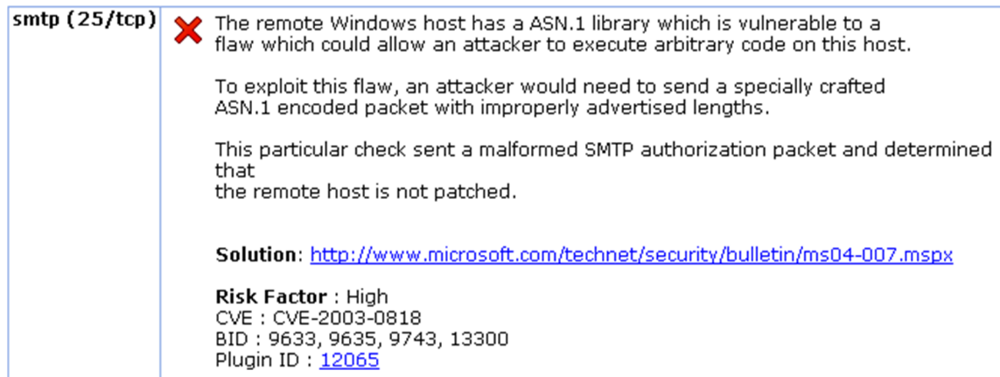 smtp (25/tcp)
The remote Windows host has a ASN.1 library which is vulnerable to a
flaw which could allow an attacker to execute arbitrary code on this host.
To exploit this flaw, an attacker would need to send a specially crafted
ASN.1 encoded packet with improperly advertised lengths.
This particular check sent a malformed SMTP authorization packet and determined
that
the remote host is not patched.
Solution: http://www.microsoft.com/technet/security/bulletin/ms04-007.mspx
Risk Factor : High
CVE : CVE-2003-0818
BID : 9633, 9635, 9743, 13300
Plugin ID : 12065